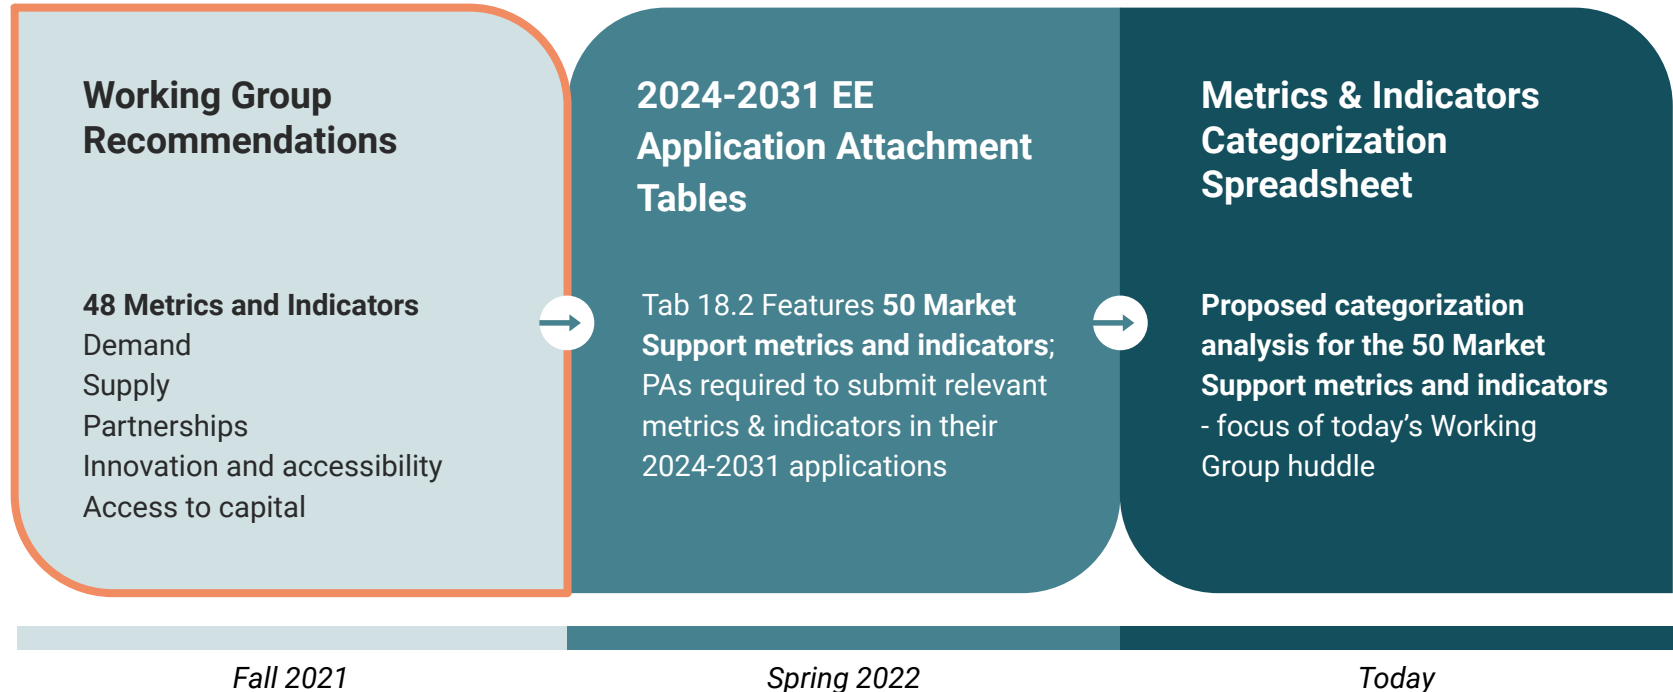 Working Group
Recommendations
48 Metrics and Indicators
Demand
Supply
Partnerships
Innovation and accessibility
Access to capital
2024-2031 EE
Application Attachment
Tables
Tab 18.2 Features 50 Market
Support metrics and indicators;
PAs required to submit relevant
metrics & indicators in their
2024-2031 applications
Metrics & Indicators
Categorization
Spreadsheet
Proposed categorization
analysis for the 50 Market
Support metrics and indicators
- focus of today's Working
Group huddle
Fall 2021
Spring 2022
Today